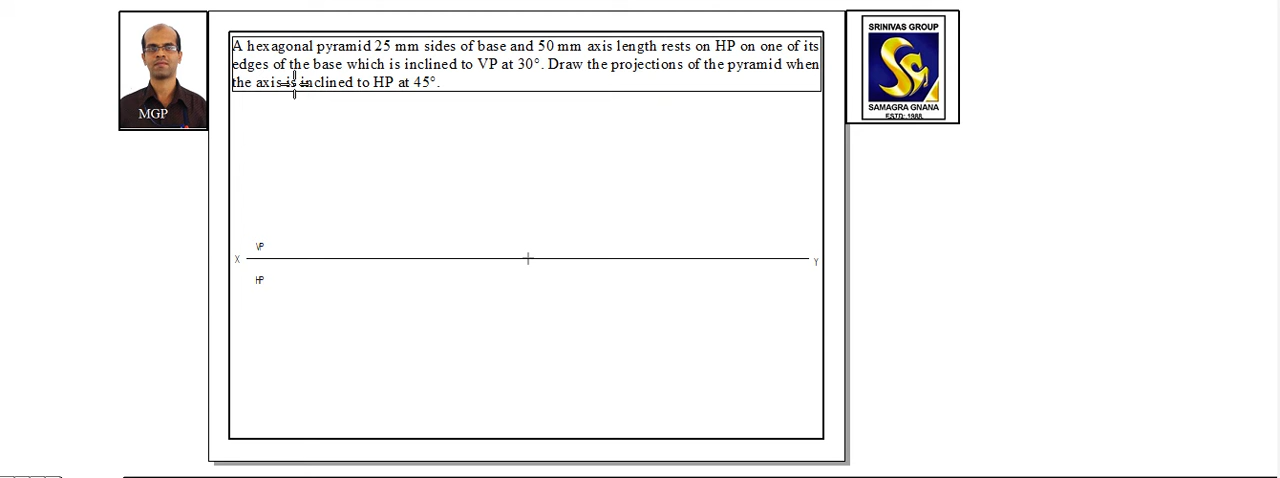 SRINIVAS GROUP
A hexagonal pyramid 25 mm sides of base and 50 mm axis length rests on HP on one of its
edges of the base which is inclined to VP at 30°. Draw the projections of the pyramid when
the axis is inclined to HP at 45°.
MGP
SAMAGRA GNANA
ESTD: 1988
VP
X
Y
HP